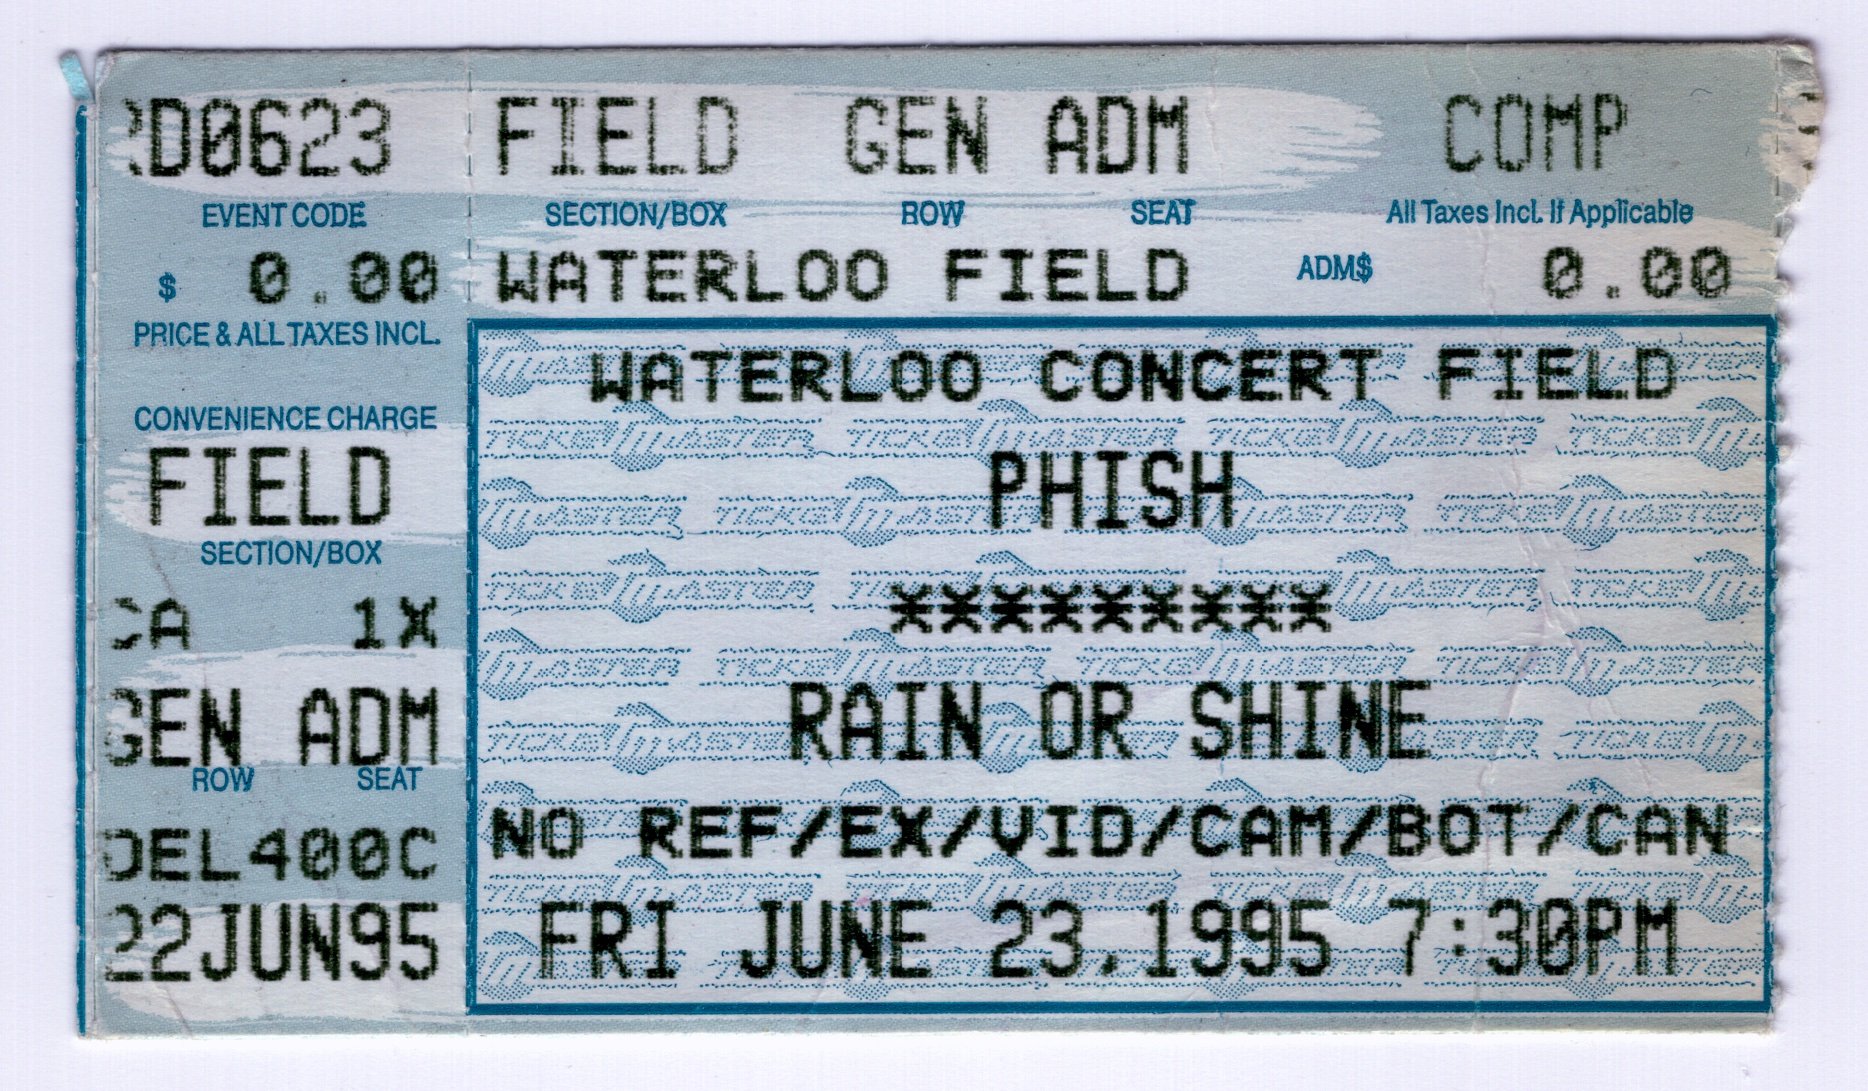 RD0623
EVENT CODE
$ 0.00
PRICE & ALL TAXES INCL.
CONVENIENCE CHARGE
FIELD
SECTION/BOX
CA 1X
GEN ADM
ROW SEAT
DEL400C
22JUN95
FIELD GEN ADM COMP
SECTION/BOX ROW SEAT All Taxes Incl. If Applicable
WATERLOO FIELD ADM$ 0.00
WATERLOO CONCERT FIELD
PHISH
*********
RAIN OR SHINE
NO REF/EX/VID/CAM/BOT/CAN
FRI JUNE 23,1995 7:30PM